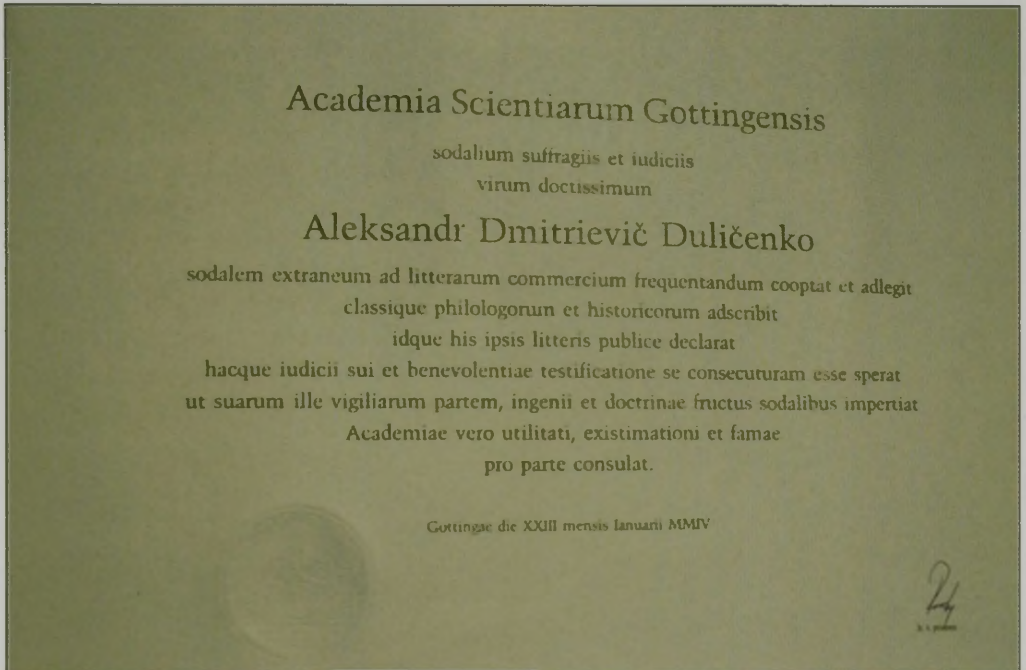 Academia Scientiarum Gottingensis
sodalium suffragiis et iudiciis
virum doctissimum
Aleksandr Dmitrievič Duličenko
sodalem extraneum ad litterarum commercium frequentandum cooptat et adlegit
classique philologorum et historicorum adscribit
idque his ipsis litteris publice declarat
hacque iudicii sui et benevolentiae testificatione se consecuturam esse sperat
ut suarum ille vigiliarum partem, ingenii et doctrinae fructus sodalibus impertiat
Academiae vero utilitati, existimationi et famae
pro parte consulat.
Gottingae die XXIII mensis Ianuarii MMIV